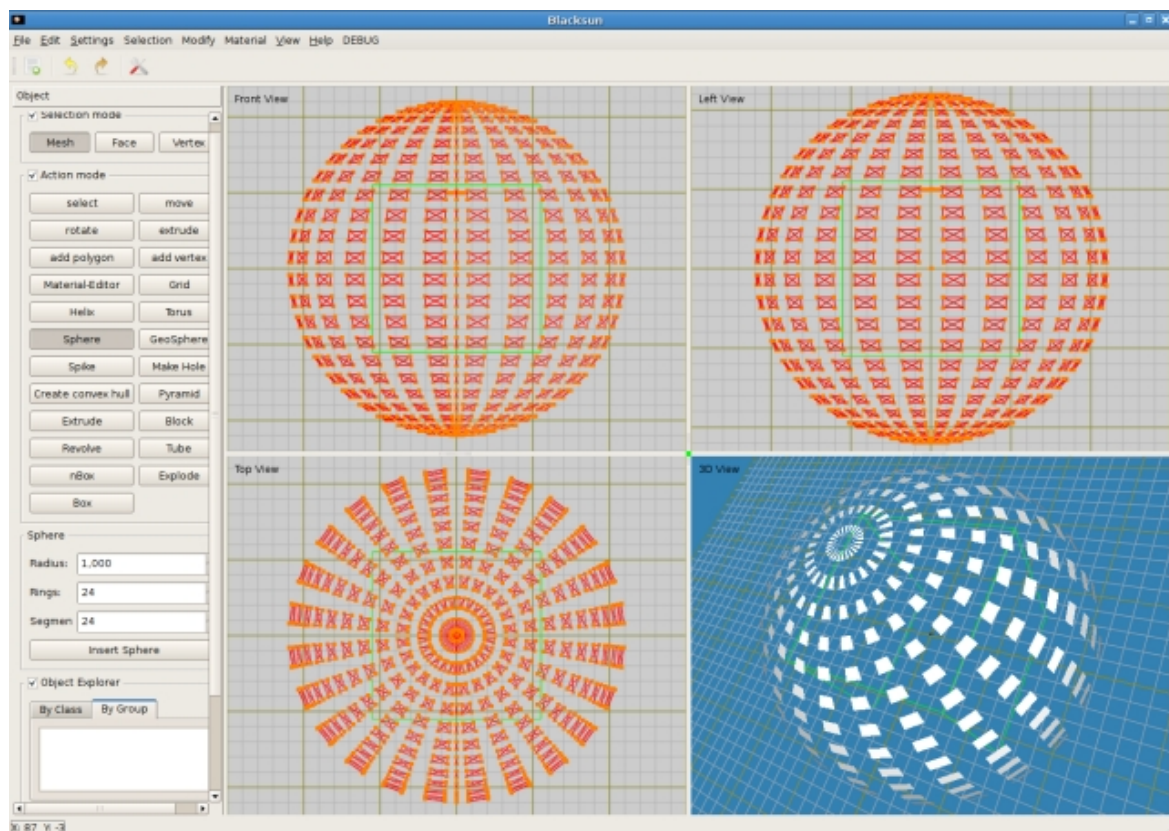 Blacksun
File Edit Settings Selection Modify Material View Help DEBUG
Object
Selection mode
Mesh Face Vertex
Action mode
select move
rotate extrude
add polygon add vertex
Material-Editor Grid
Helix Torus
Sphere GeoSphere
Spike Make Hole
Create convex hull Pyramid
Extrude Block
Revolve Tube
nBox Explode
Box
Sphere
Radius: 1,000
Rings: 24
Segmen 24
Insert Sphere
Object Explorer
By Class By Group
Front View
Left View
Top View
3D View
X: 87 Y: -3